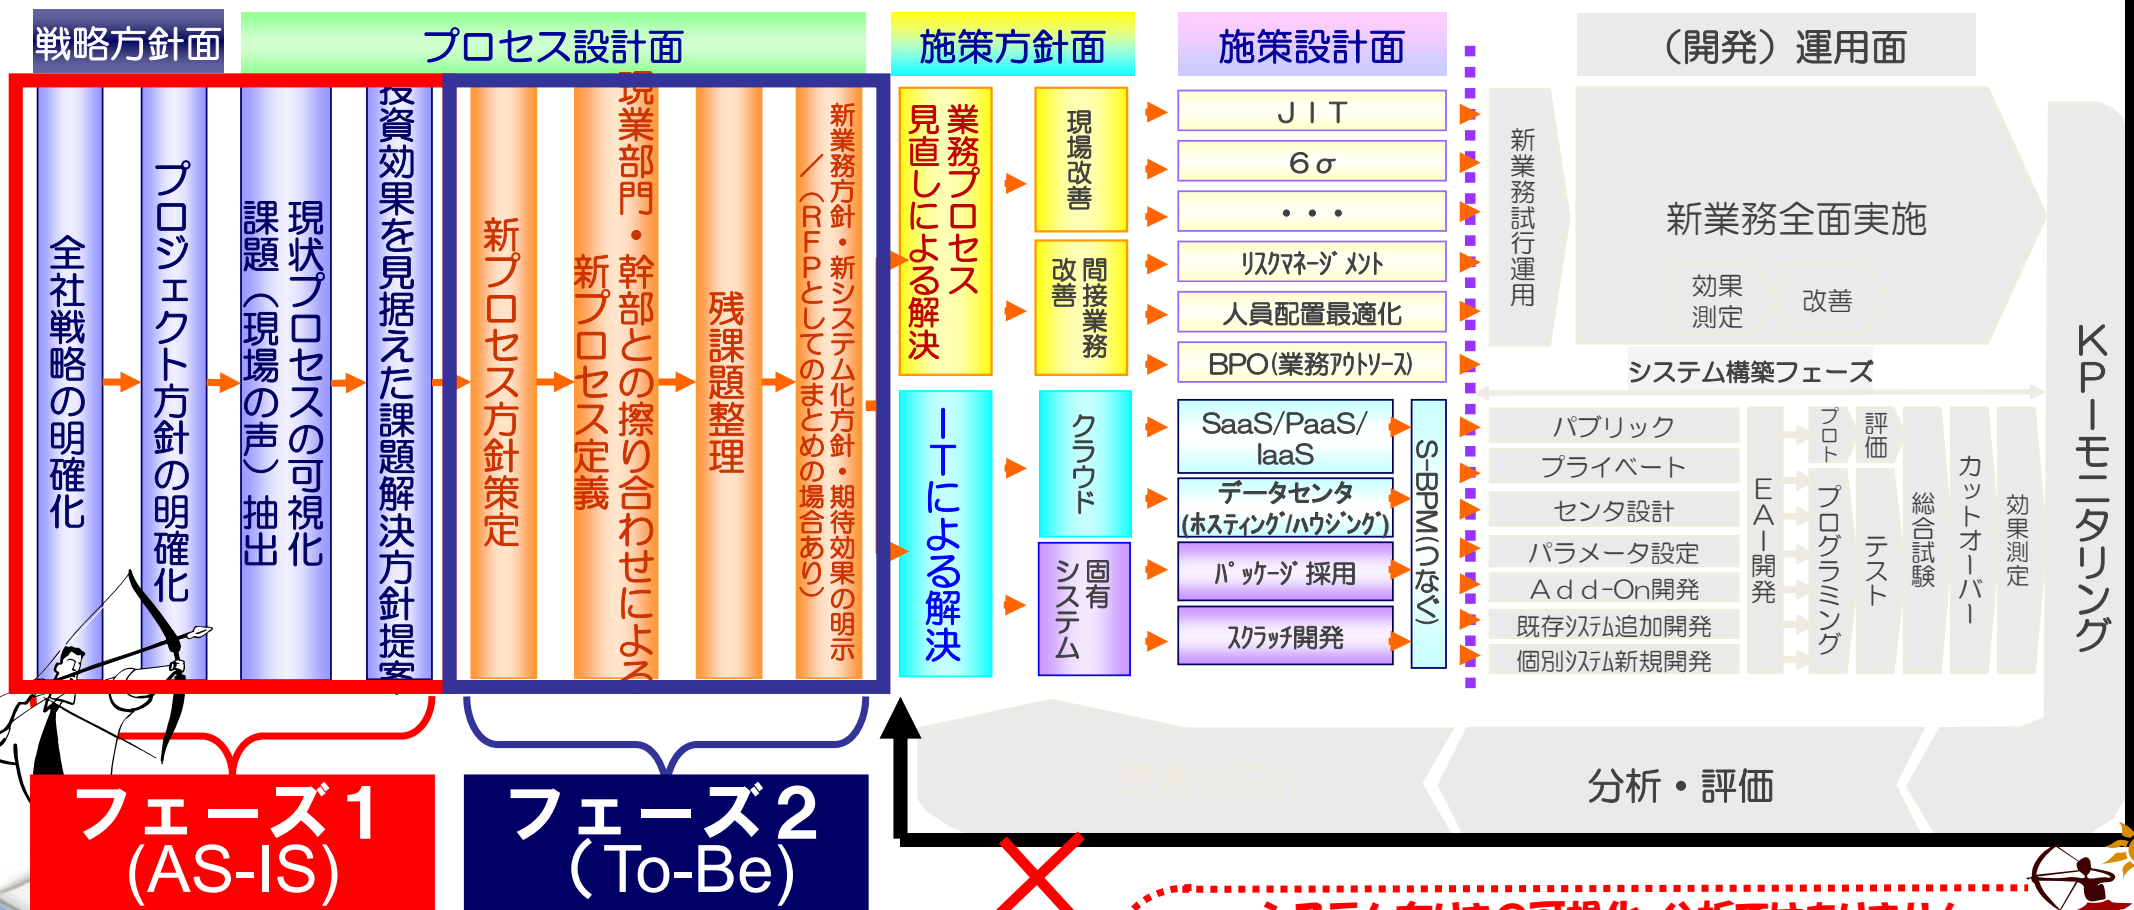 戦略方針面
プロセス設計面
施策方針面
施策設計面
（開発）運用面
全社戦略の明確化
プロジェクト方針の明確化
現状プロセスの可視化
課題（現場の声）抽出
投資効果を見据えた課題解決方針提案
新プロセス方針策定
現業部門・幹部との擦り合わせによる
新プロセス定義
残課題整理
新業務方針・新システム化方針・期待効果の明示
／（RFPとしてのまとめの場合あり）
業務プロセス
見直しによる解決
ITによる解決
現場改善
間接業務
改善
クラウド
固有
システム
JIT
6σ
・・・
リスクマネージメント
人員配置最適化
BPO(業務アウトソース)
SaaS/PaaS/
IaaS
データセンタ
(ホスティング/ハウジング)
パッケージ採用
スクラッチ開発
S-BPM(つなぐ)
新業務試行運用
新業務全面実施
効果
測定
改善
システム構築フェーズ
パブリック
プライベート
センタ設計
パラメータ設定
Add-On開発
既存システム追加開発
個別システム新規開発
EAI開発
プロト
評価
プログラミング
テスト
総合試験
カットオーバー
効果測定
KPIモニタリング
分析・評価
フェーズ1
(AS-IS)
フェーズ2
(To-Be)